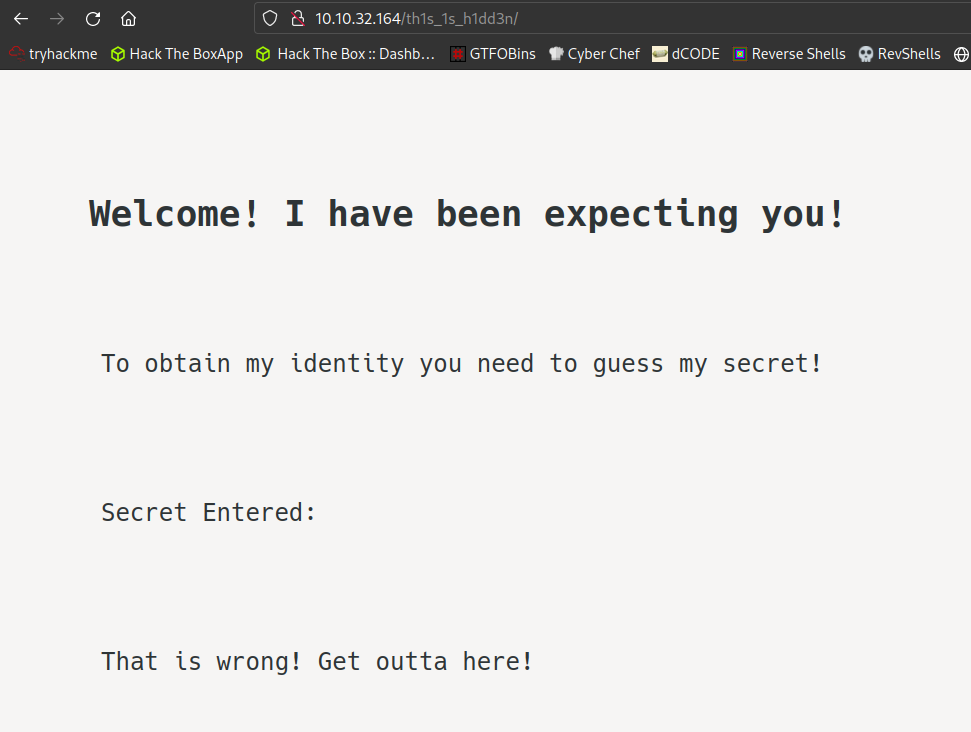 10.10.32.164/th1s_1s_h1dd3n/
tryhackme Hack The BoxApp Hack The Box :: Dashb… GTFOBins Cyber Chef dCODE Reverse Shells RevShells
Welcome! I have been expecting you!
To obtain my identity you need to guess my secret!
Secret Entered:
That is wrong! Get outta here!